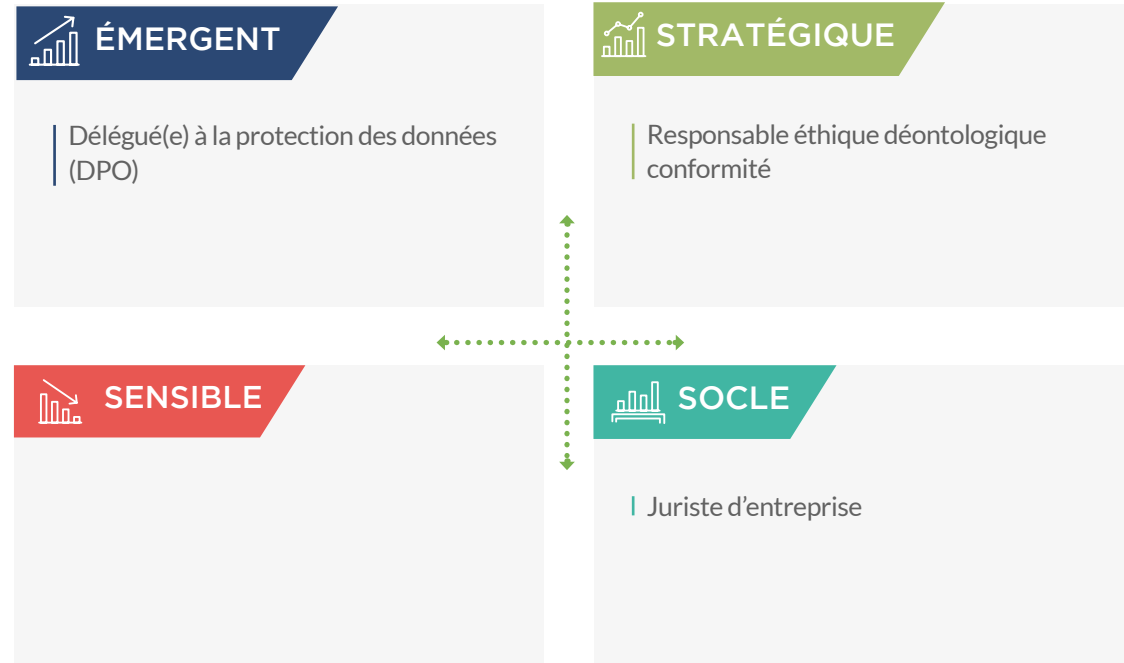 ÉMERGENT
Délégué(e) à la protection des données
(DPO)
STRATÉGIQUE
Responsable éthique déontologique
conformité
SENSIBLE
SOCLE
Juriste d'entreprise